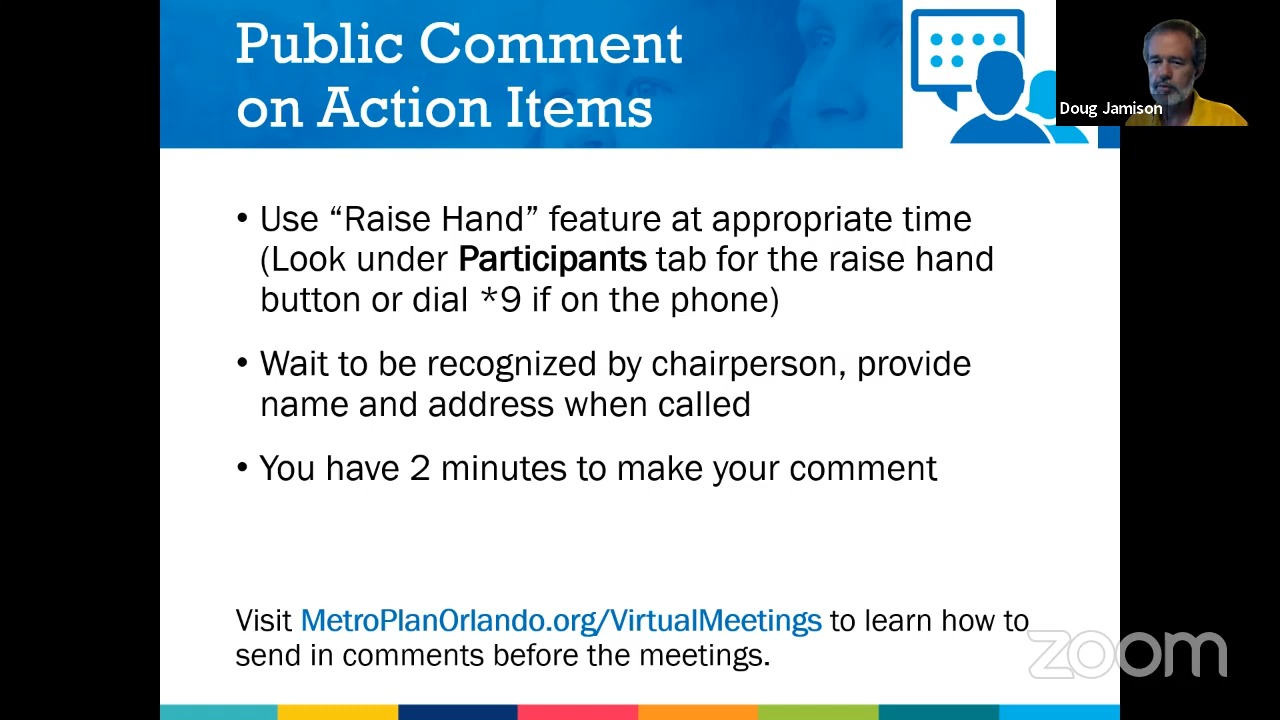 Public Comment
on Action Items
Doug Jamison
• Use “Raise Hand” feature at appropriate time
(Look under Participants tab for the raise hand
button or dial *9 if on the phone)
• Wait to be recognized by chairperson, provide
name and address when called
• You have 2 minutes to make your comment
Visit MetroPlanOrlando.org/VirtualMeetings to learn how to
send in comments before the meetings.
zoom